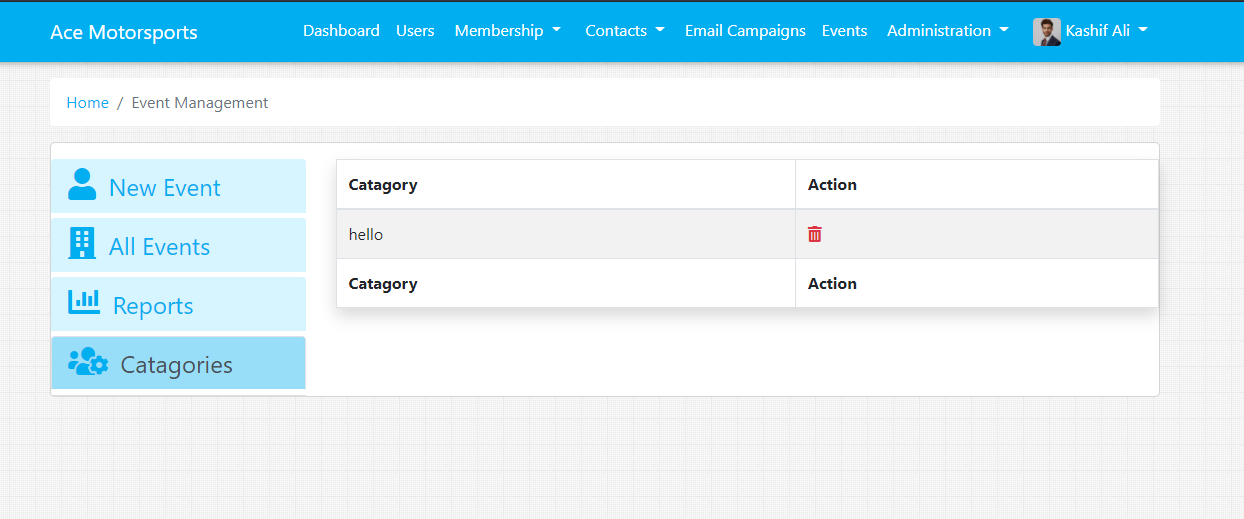 Ace Motorsports Dashboard Users Membership Contacts Email Campaigns Events Administration Kashif Ali
Home / Event Management
New Event
All Events
Reports
Catagories
Catagory Action
hello
Catagory Action